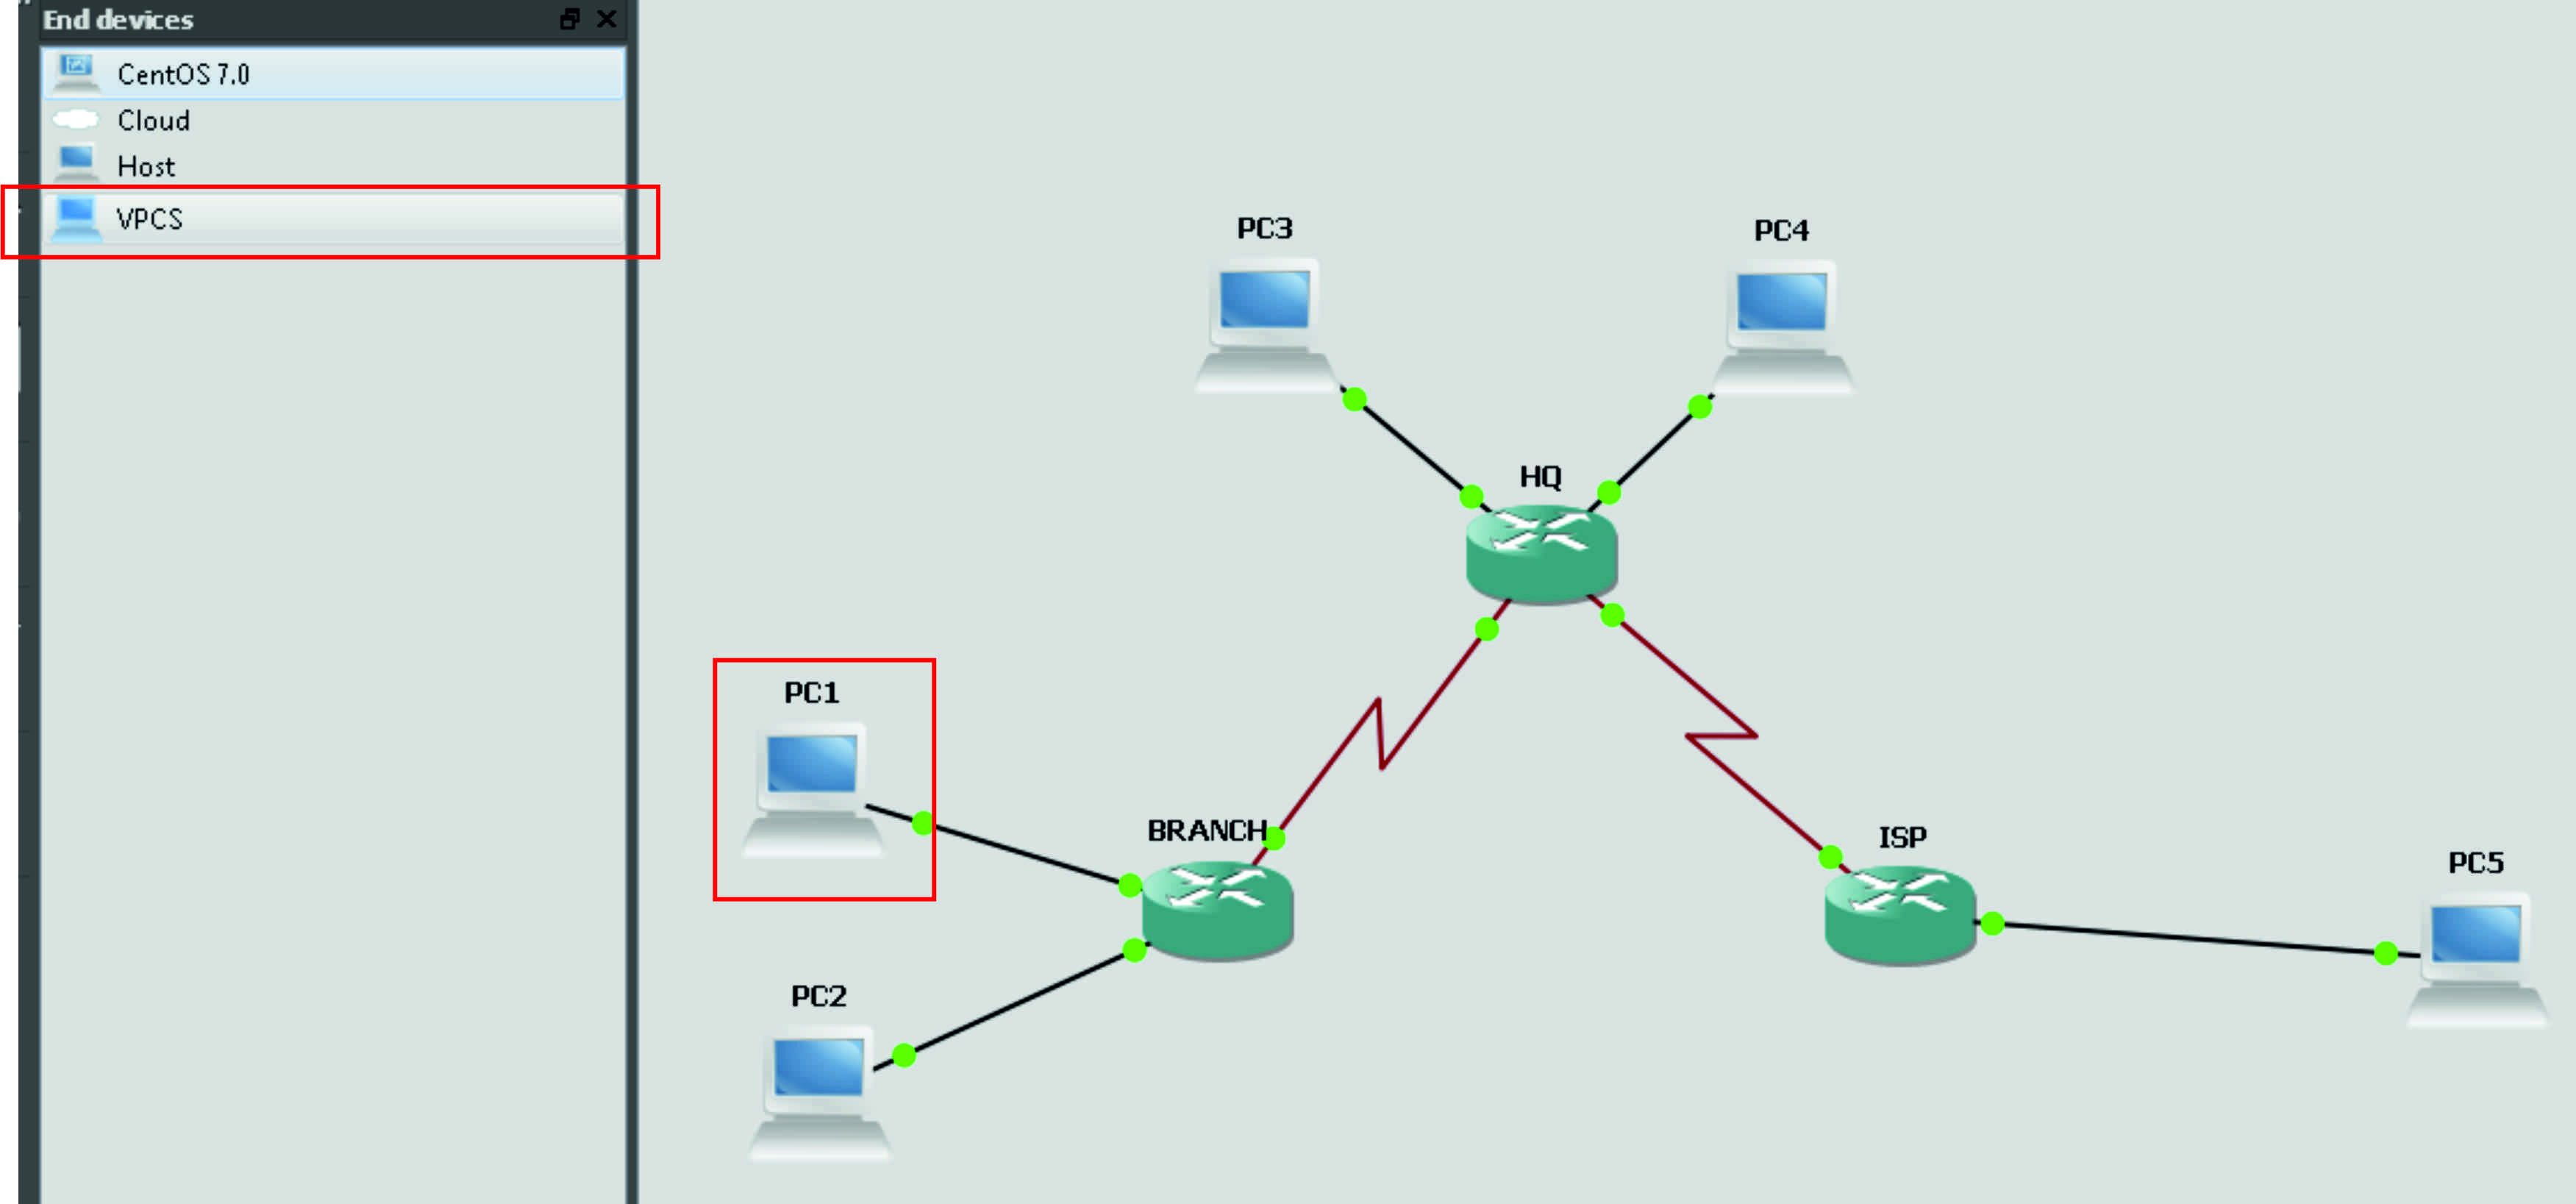 End devices
CentOS 7.0
Cloud
Host
VPCS
PC3
PC4
HQ
PC1
BRANCH
ISP
PC5
PC2